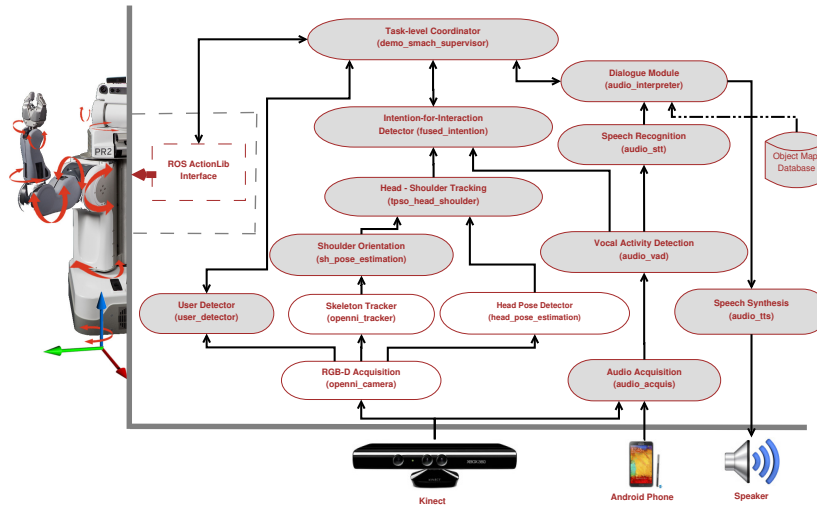 Task-level Coordinator
(demo_smach_supervisor)
Dialogue Module
(audio_interpreter)
Intention-for-Interaction
Detector (fused_intention)
Speech Recognition
(audio_stt)
PR2
ROS ActionLib
Interface
Object Map
Database
Head - Shoulder Tracking
(tpso_head_shoulder)
Shoulder Orientation
(sh_pose_estimation)
Vocal Activity Detection
(audio_vad)
User Detector
(user_detector)
Skeleton Tracker
(openni_tracker)
Head Pose Detector
(head_pose_estimation)
Speech Synthesis
(audio_tts)
RGB-D Acquisition
(openni_camera)
Audio Acquisition
(audio_acquis)
XBOX 360
Kinect
Android Phone
Speaker